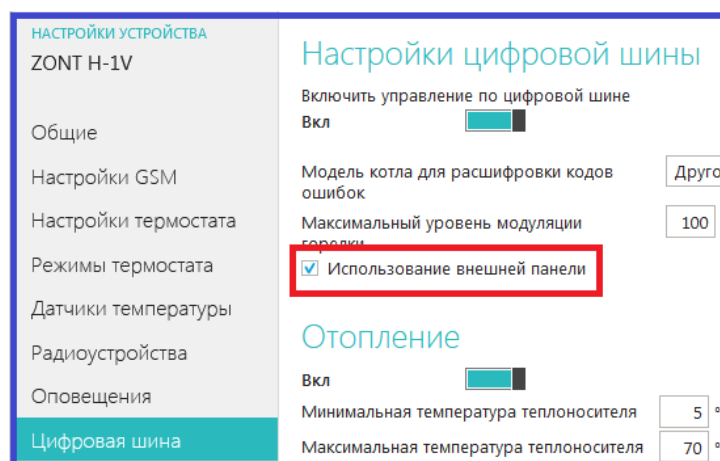 НАСТРОЙКИ УСТРОЙСТВА
ZONT H-1V
Общие
Настройки GSM
Настройки термостата
Режимы термостата
Датчики температуры
Радиоустройства
Оповещения
Цифровая шина
Настройки цифровой шины
Включить управление по цифровой шине
Вкл
Модель котла для расшифровки кодов
ошибок
Друго
Максимальный уровень модуляции
горелки
100
Использование внешней панели
Отопление
Вкл
Минимальная температура теплоносителя
5 °
Максимальная температура теплоносителя
70 °